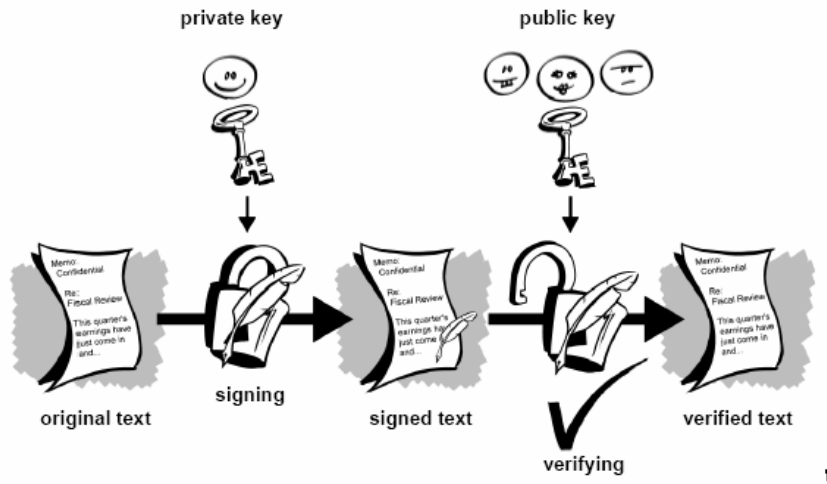 private key
public key
Memo:
Confidential
Re:
Fiscal Review
This quarter's
earnings have
just come in
and...
Memo:
Confidential
Re:
Fiscal Review
This quarter's
earnings hav
just come in
and...
Memo:
Confidential
Re:
Fiscal Review
This quarter's
earnings have
just come in
and...
signing
original text
signed text
verified text
verifying